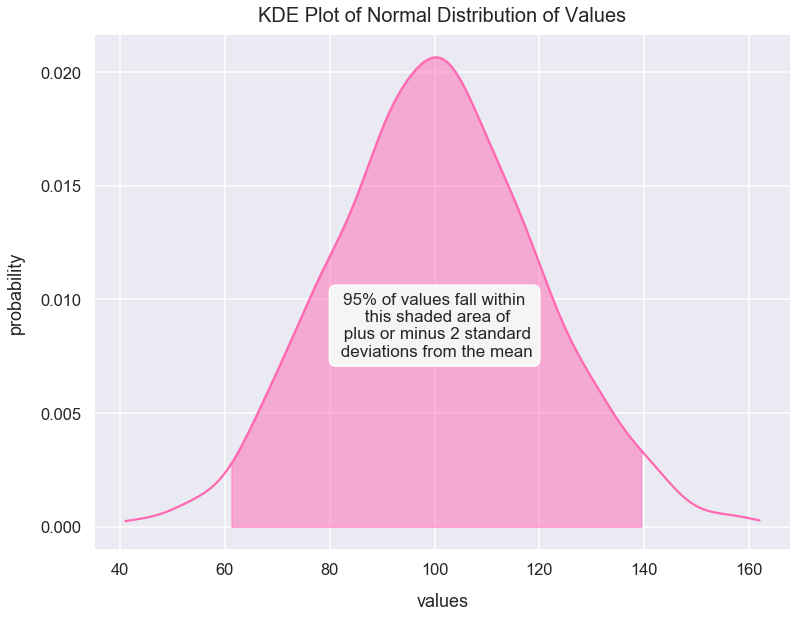 KDE Plot of Normal Distribution of Values
0.020
0.015
0.010
0.005
0.000
probability
95% of values fall within
this shaded area of
plus or minus 2 standard
deviations from the mean
40 60 80 100 120 140 160
values